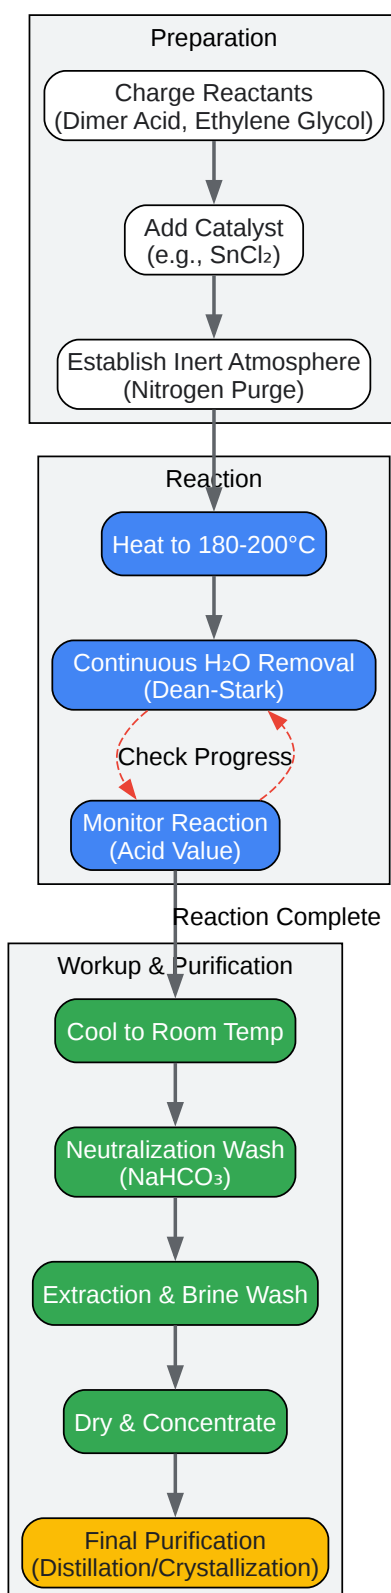 Preparation
Charge Reactants
(Dimer Acid, Ethylene Glycol)
Add Catalyst
(e.g., SnCl₂)
Establish Inert Atmosphere
(Nitrogen Purge)
Reaction
Heat to 180-200°C
Continuous H₂O Removal
(Dean-Stark)
Check Progress
Monitor Reaction
(Acid Value)
Reaction Complete
Workup & Purification
Cool to Room Temp
Neutralization Wash
(NaHCO₃)
Extraction & Brine Wash
Dry & Concentrate
Final Purification
(Distillation/Crystallization)